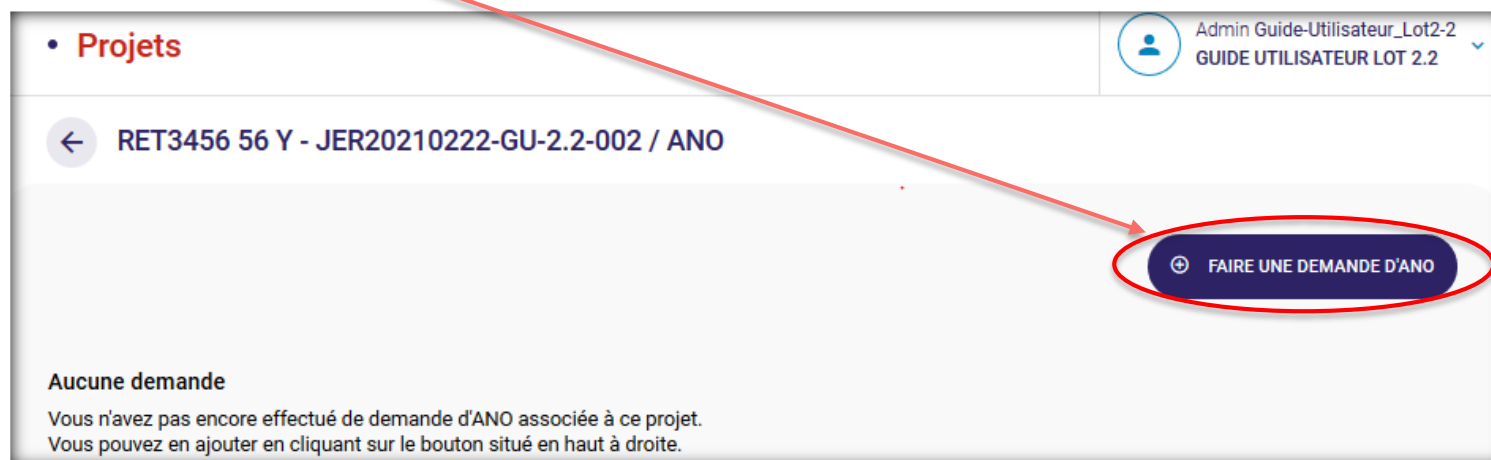 • Projets
Admin Guide-Utilisateur_Lot2-2
GUIDE UTILISATEUR LOT 2.2
RET3456 56 Y - JER20210222-GU-2.2-002 / ANO
FAIRE UNE DEMANDE D'ANO
Aucune demande
Vous n'avez pas encore effectué de demande d'ANO associée à ce projet.
Vous pouvez en ajouter en cliquant sur le bouton situé en haut à droite.